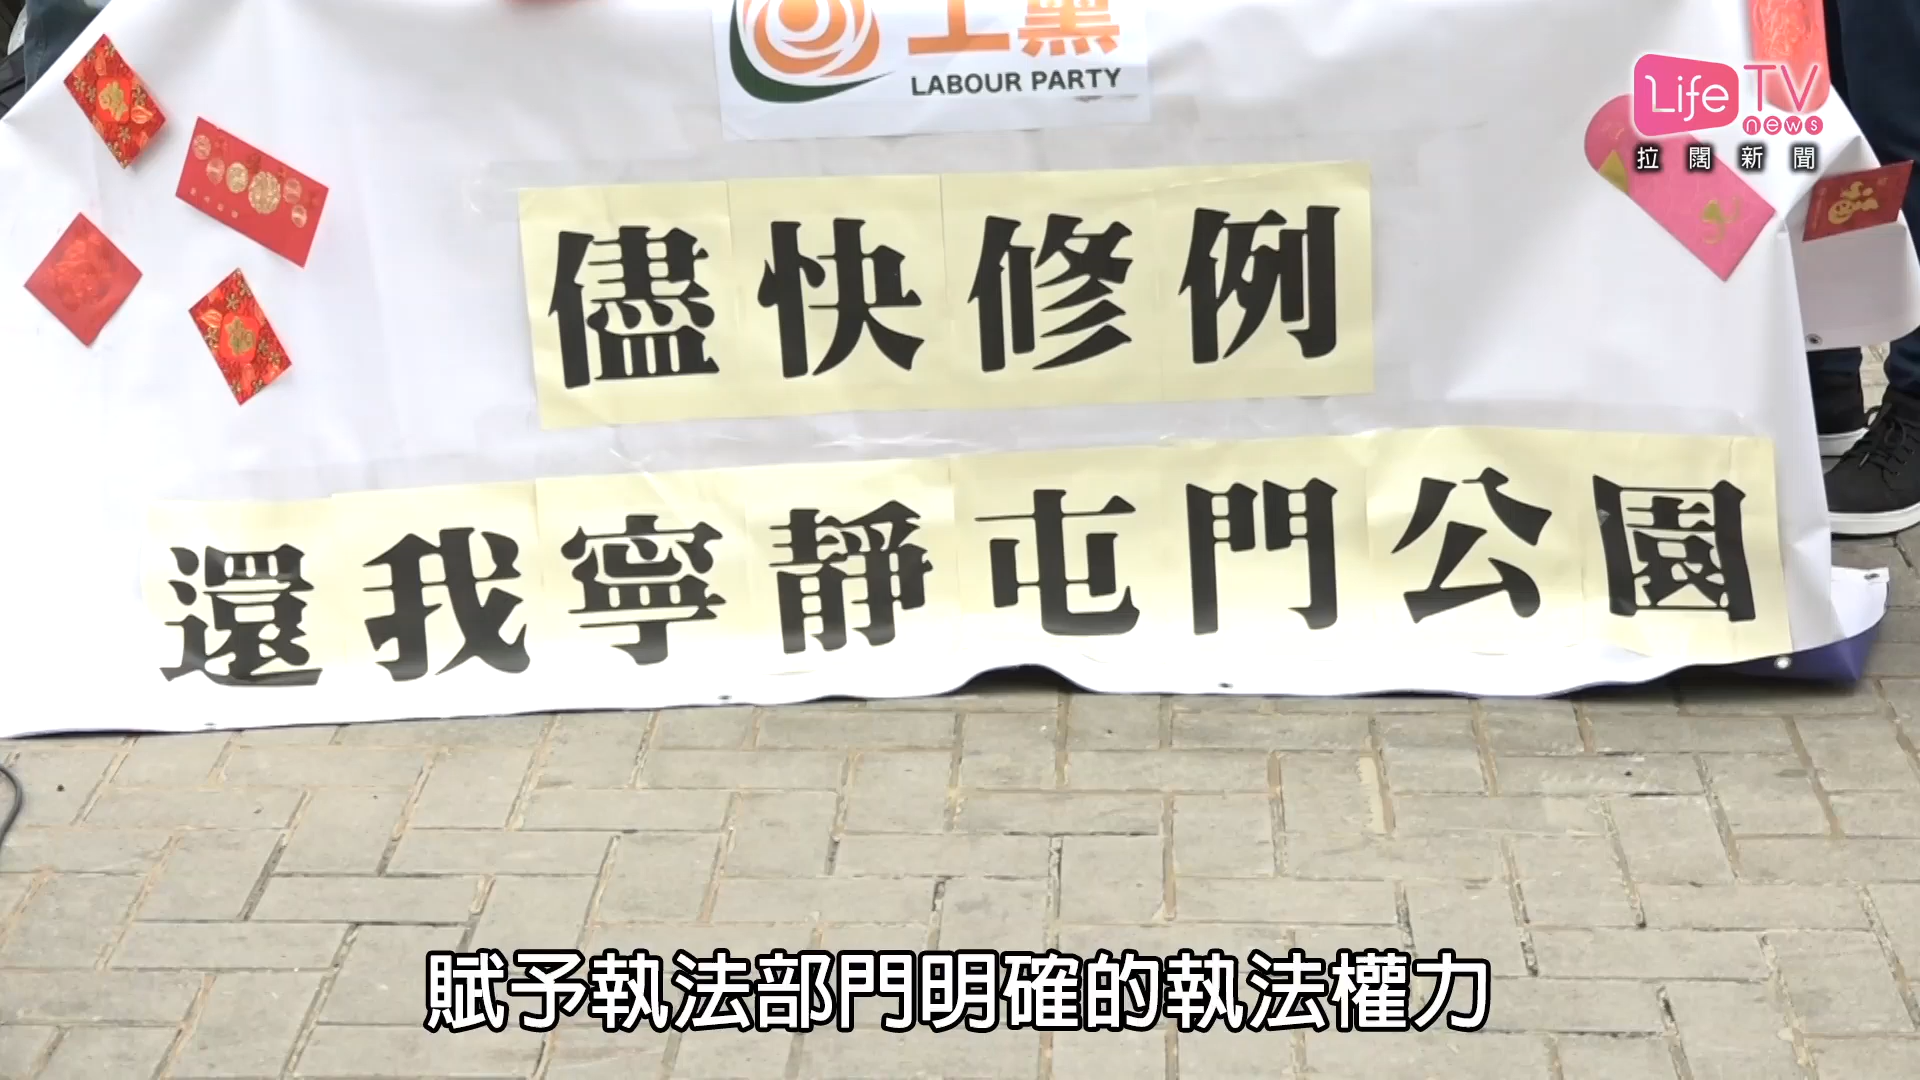 工黨
LABOUR PARTY
Life TV
news
拉闊新聞
儘快修例
還我寧靜屯門公園
賦予執法部門明確的執法權力